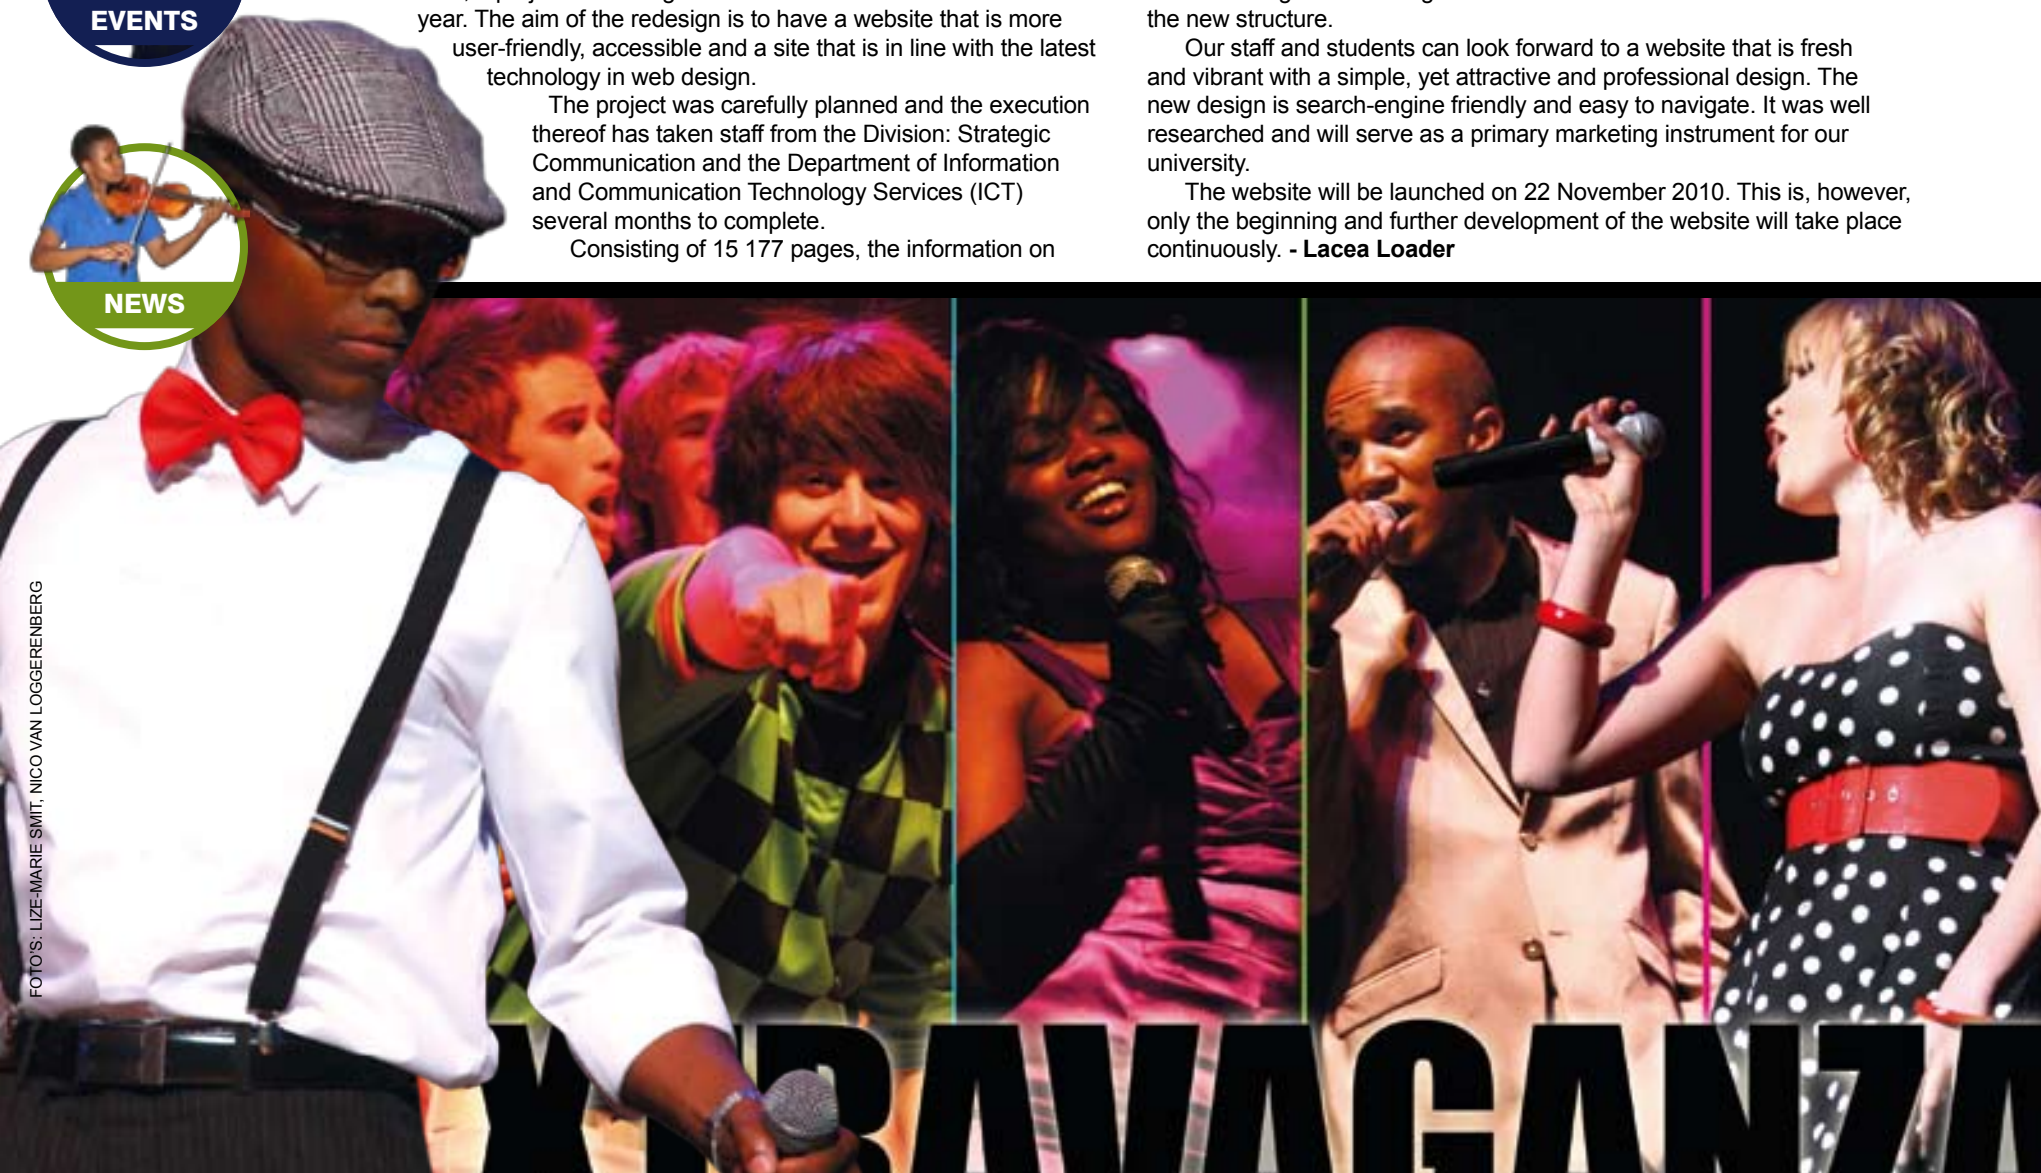 EVENTS
NEWS
year. The aim of the redesign is to have a website that is more
user-friendly, accessible and a site that is in line with the latest
technology in web design.
The project was carefully planned and the execution
thereof has taken staff from the Division: Strategic
Communication and the Department of Information
and Communication Technology Services (ICT)
several months to complete.
Consisting of 15 177 pages, the information on
the new structure.
Our staff and students can look forward to a website that is fresh
and vibrant with a simple, yet attractive and professional design. The
new design is search-engine friendly and easy to navigate. It was well
researched and will serve as a primary marketing instrument for our
university.
The website will be launched on 22 November 2010. This is, however,
only the beginning and further development of the website will take place
continuously. - Lacea Loader
FOTO'S: LIZE-MARIE SMIT, NICO VAN LOGGERENBERG
XTRAVAGANZA